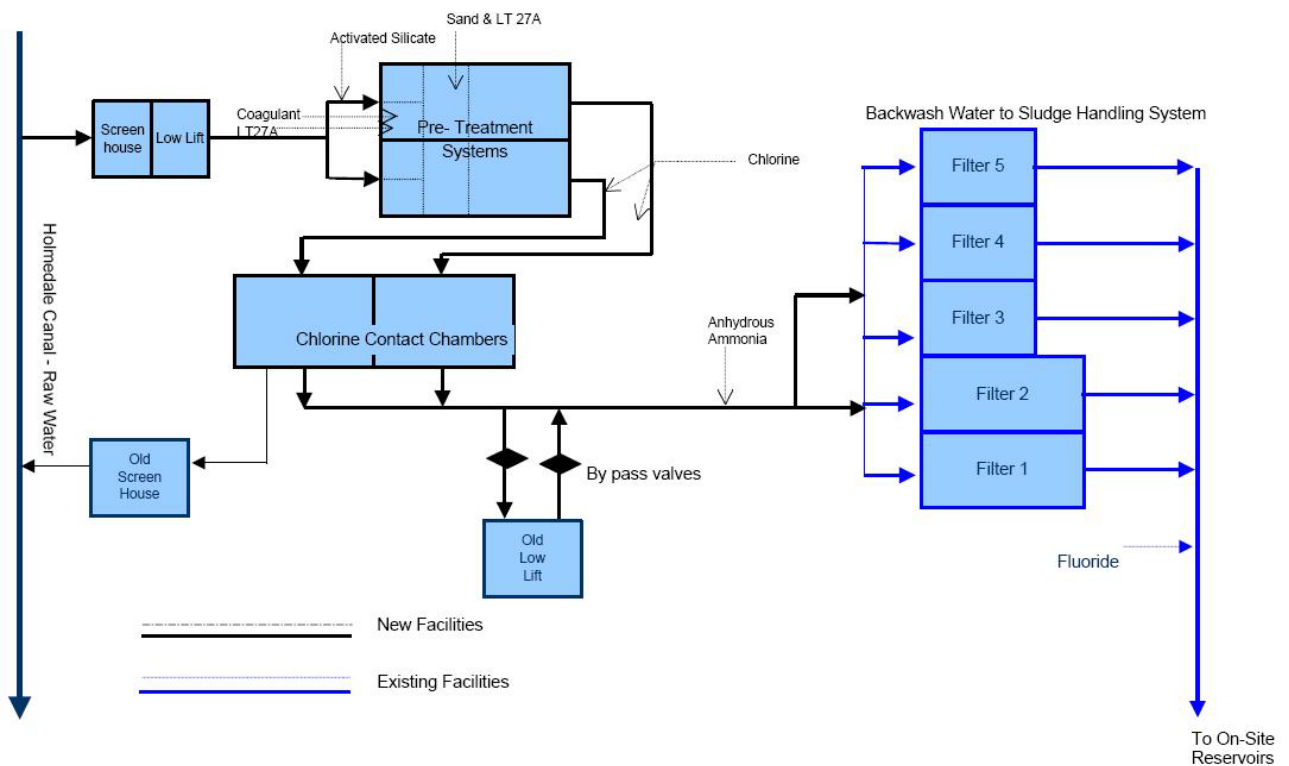 Sand & LT 27A
Activated Silicate
Coagulant
LT27A
Screen
house
Low Lift
Pre- Treatment
Systems
Chlorine
Backwash Water to Sludge Handling System
Filter 5
Filter 4
Filter 3
Filter 2
Filter 1
Holmedale Canal - Raw Water
Chlorine Contact Chambers
Anhydrous
Ammonia
Old
Screen
House
By pass valves
Old
Low
Lift
Fluoride
New Facilities
Existing Facilities
To On-Site
Reservoirs